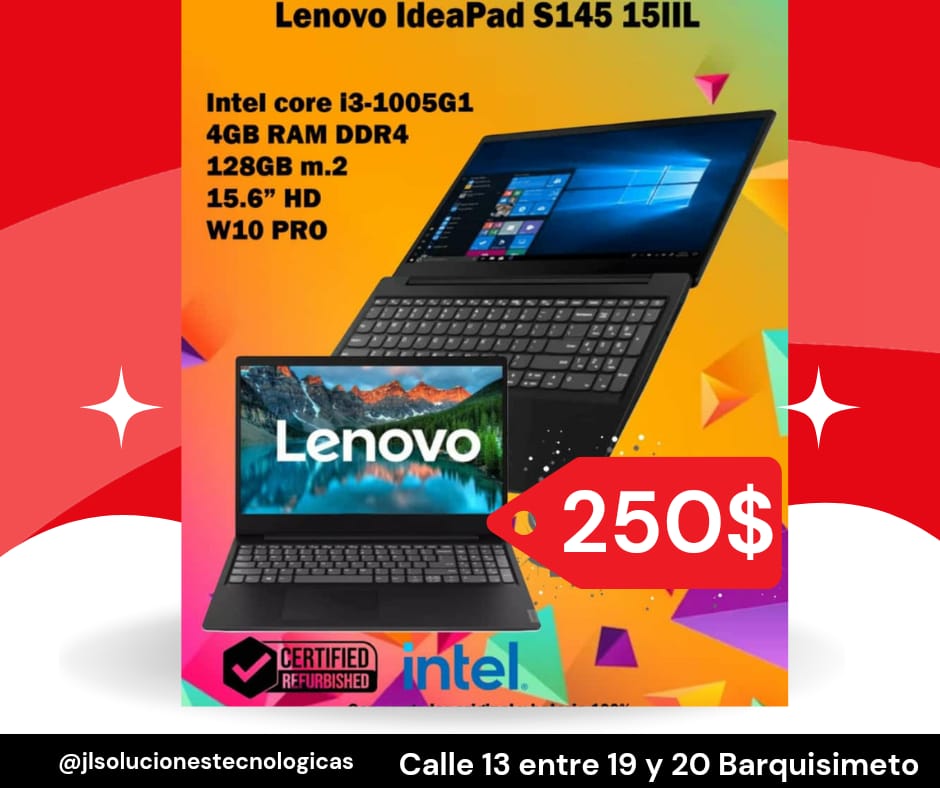 Lenovo IdeaPad S145 15IIL
Intel core i3-1005G1
4GB RAM DDR4
128GB m.2
15.6” HD
W10 PRO
Lenovo
250$
CERTIFIED
REFURBISHED
intel.
@jlsolucionestecnologicas
Calle 13 entre 19 y 20 Barquisimeto